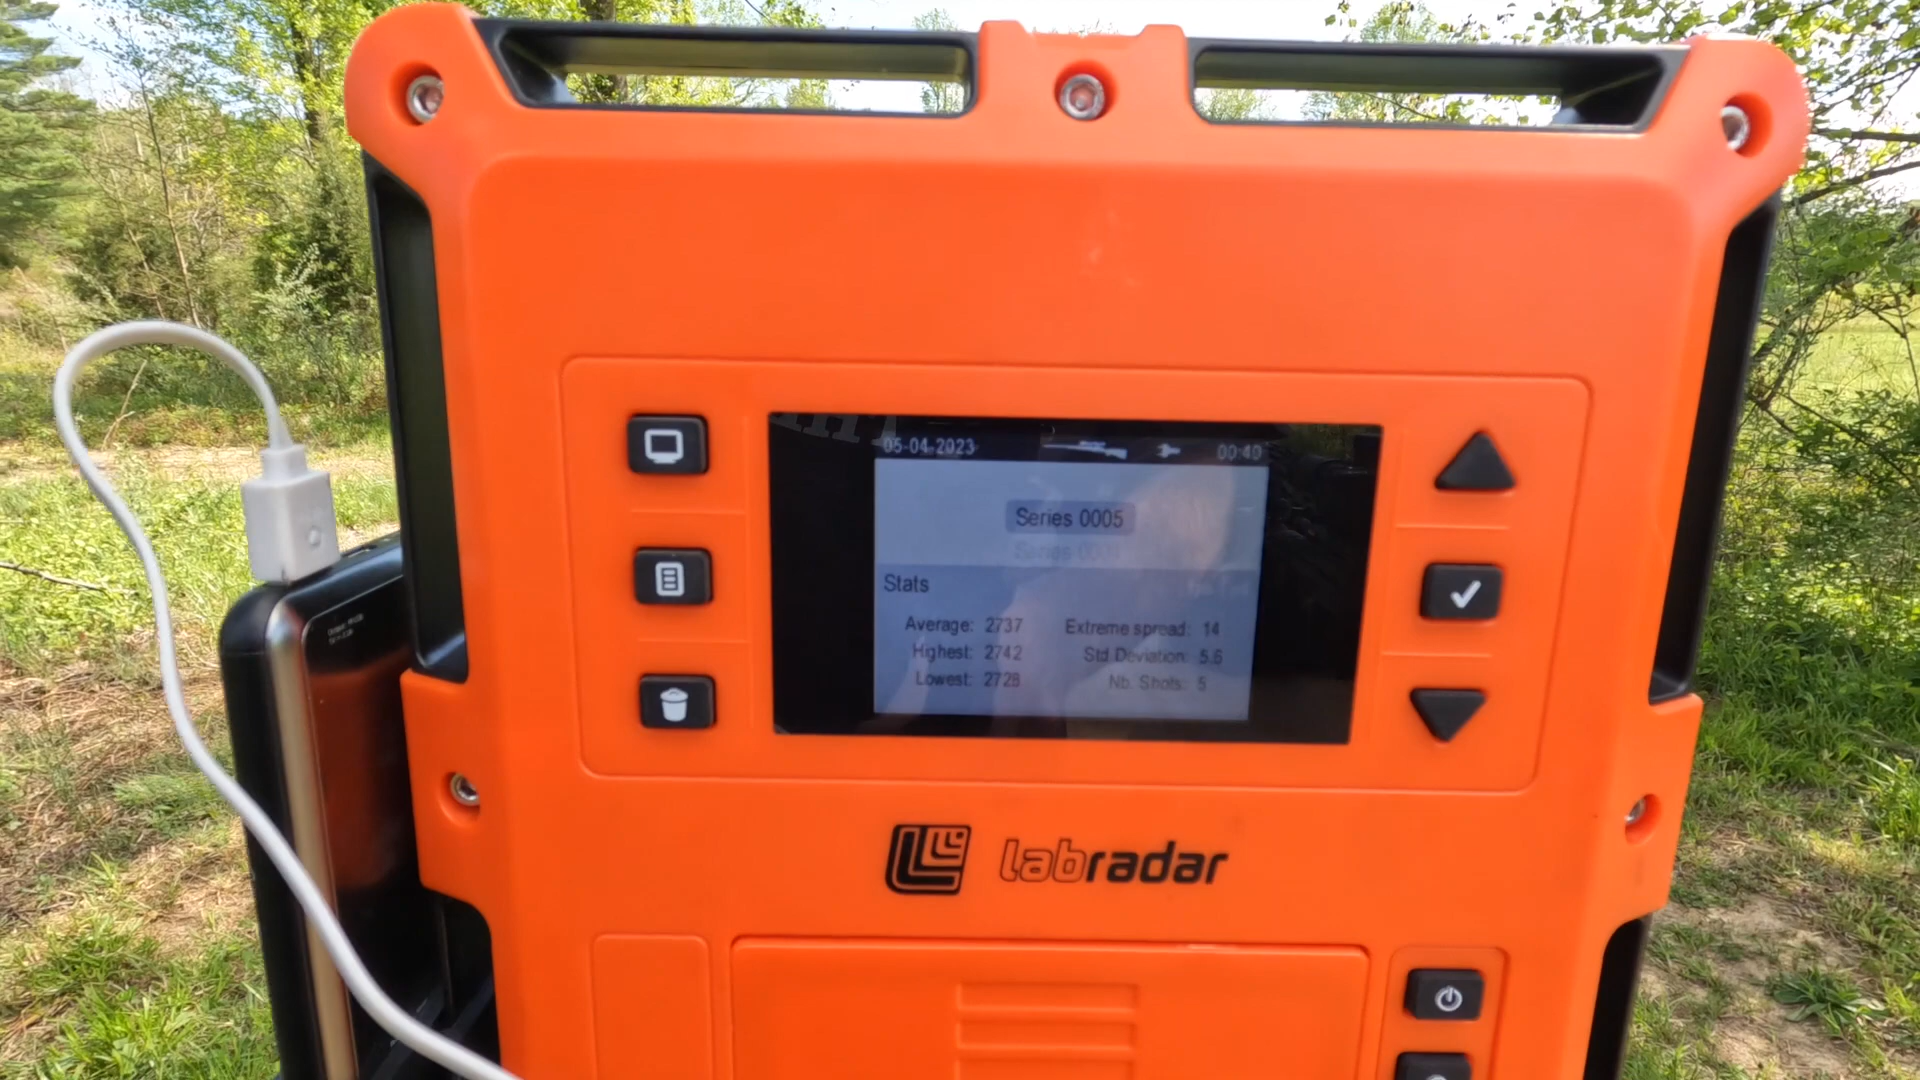 05-04-2023 00:40
Series 0005
Stats
Average: 2737 Extreme spread: 14
Highest: 2742 Std Deviation: 5.6
Lowest: 2728 Nb. Shots: 5
labradar